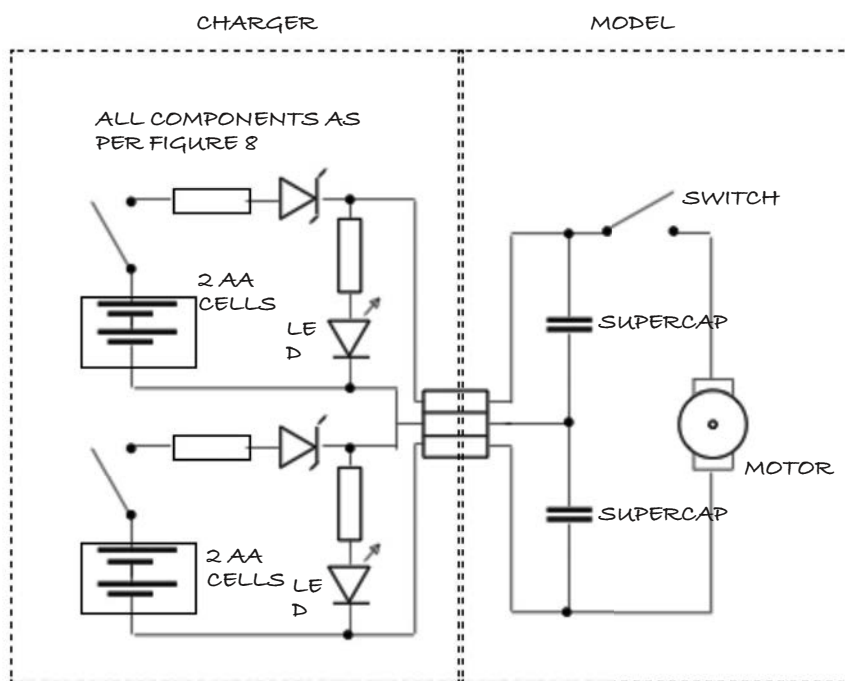 CHARGER
MODEL
ALL COMPONENTS AS
PER FIGURE 8
SWITCH
2 AA
CELLS
LE
D
SUPERCAP
MOTOR
SUPERCAP
2 AA
CELLS
LE
D